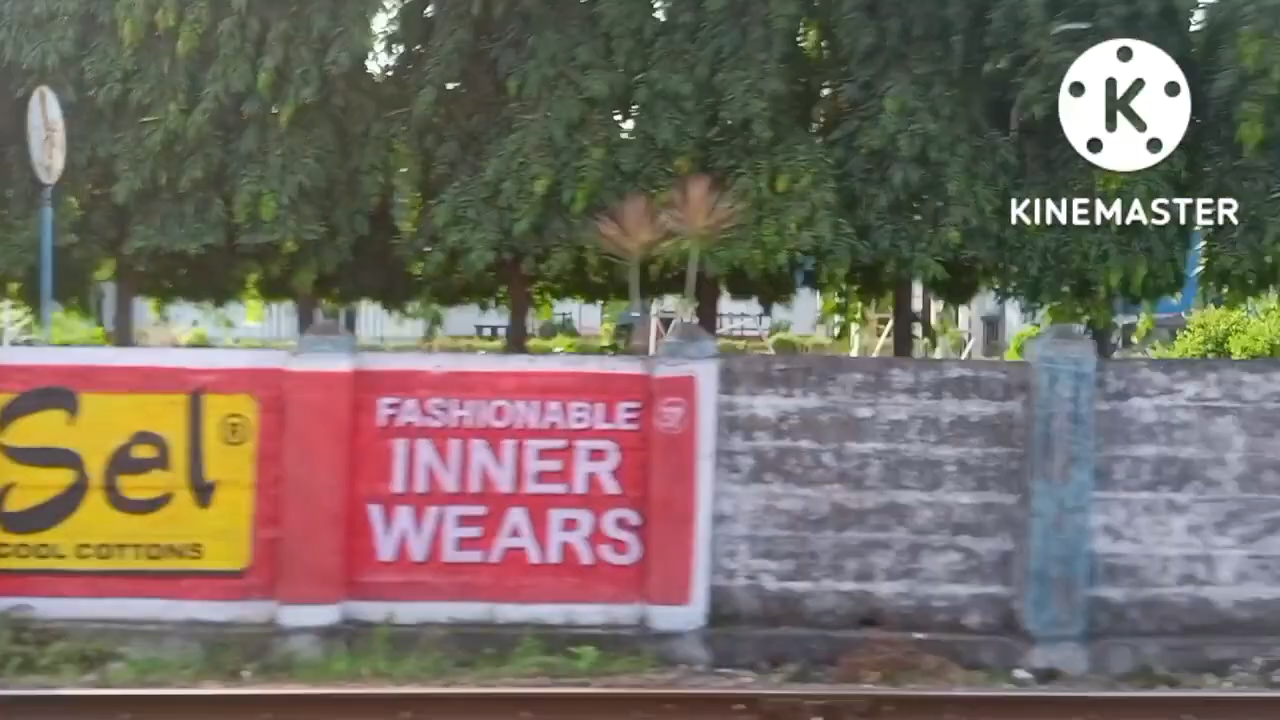 Sel®
COOL COTTONS
FASHIONABLE
INNER
WEARS
K
KINEMASTER